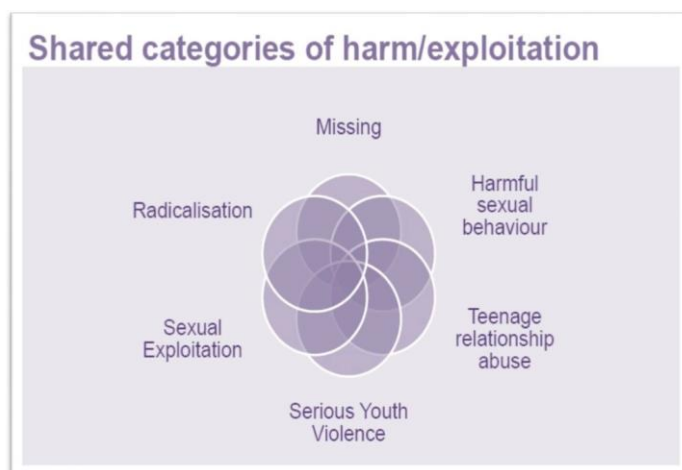 Shared categories of harm/exploitation
Missing
Radicalisation
Harmful
sexual
behaviour
Sexual
Exploitation
Teenage
relationship
abuse
Serious Youth
Violence